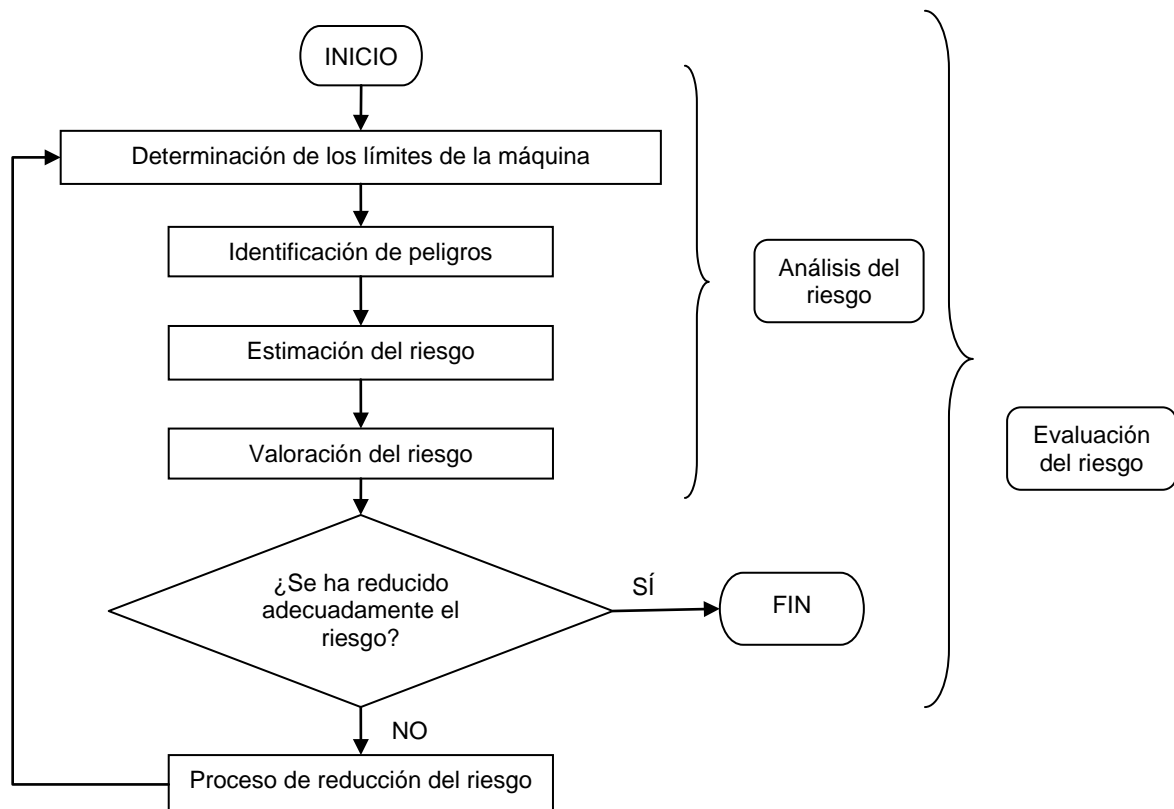 INICIO
Determinación de los límites de la máquina
Identificación de peligros
Análisis del
riesgo
Estimación del riesgo
Valoración del riesgo
Evaluación
del riesgo
¿Se ha reducido
adecuadamente el
riesgo?
SÍ
FIN
NO
Proceso de reducción del riesgo